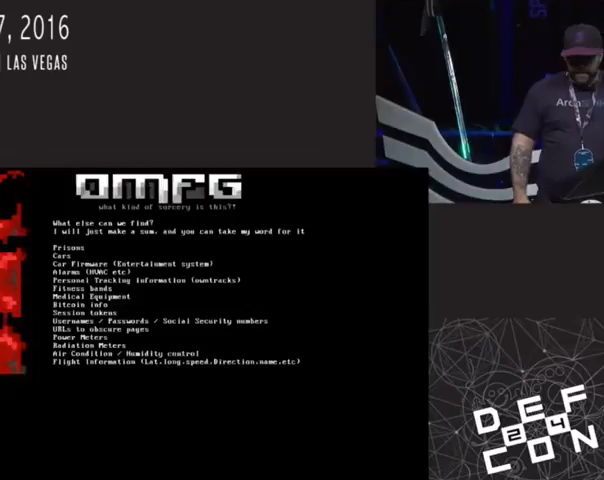 7, 2016
LAS VEGAS
OMFG
what kind of sorcery is this?!
What else can we find?
I will just make a sum, and you can take my word for it
Prisons
Cars
Car Firmware (Entertaiment system)
Alarms (HVAC etc)
Personal Tracking Information (owntracks)
Fitness bands
Medical Equipment
Bitcoin info
Session tokens
Usernames / Passwords / Social Security numbers
URLs to obscure pages
Power Meters
Radiation Meters
Air Condition / Humidity control
Flight Information (Lat,long,speed,Direction,name,etc)
DEF
24
CON